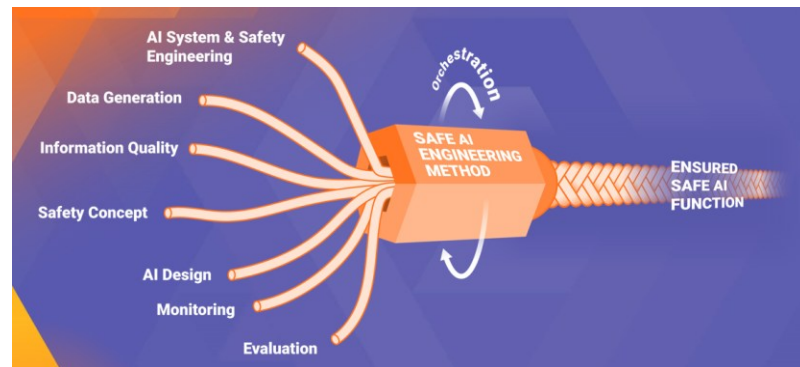 AI System & Safety
Engineering
Data Generation
Information Quality
Safety Concept
AI Design
Monitoring
Evaluation
Orchestration
SAFE AI
ENGINEERING
METHOD
ENSURED
SAFE AI
FUNCTION